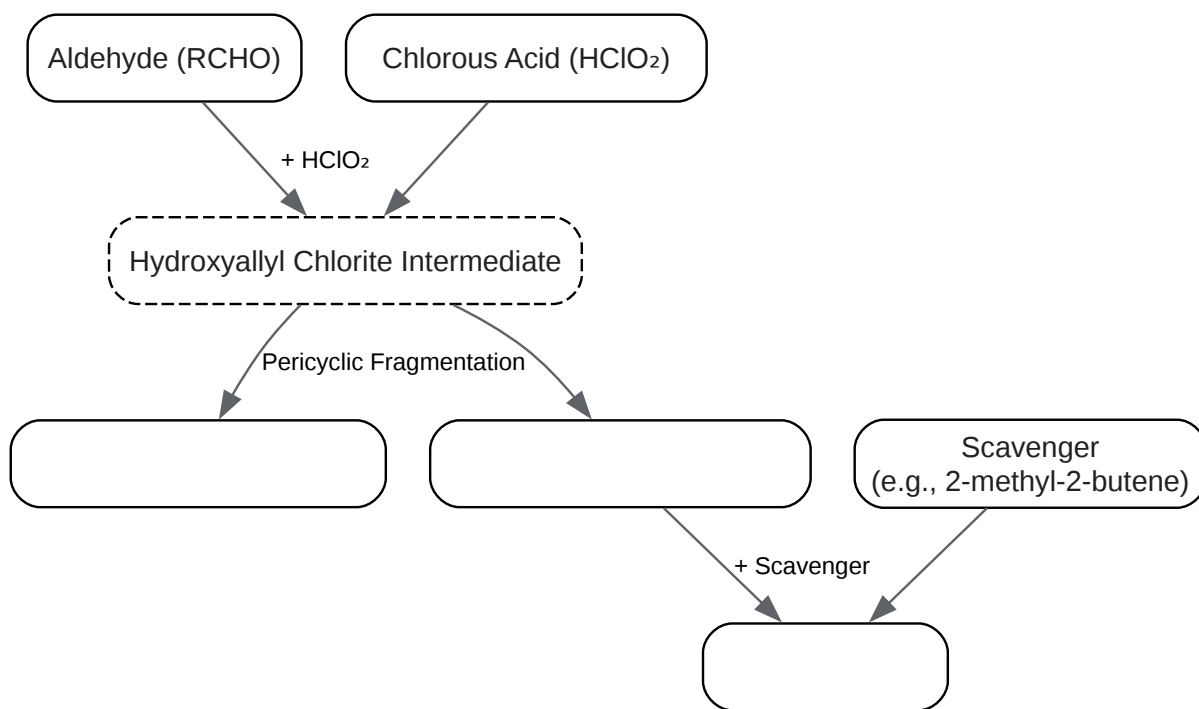 Aldehyde (RCHO)
Chlorous Acid (HClO₂)
+ HClO₂
Hydroxyallyl Chlorite Intermediate
Pericyclic Fragmentation
Scavenger
(e.g., 2-methyl-2-butene)
+ Scavenger